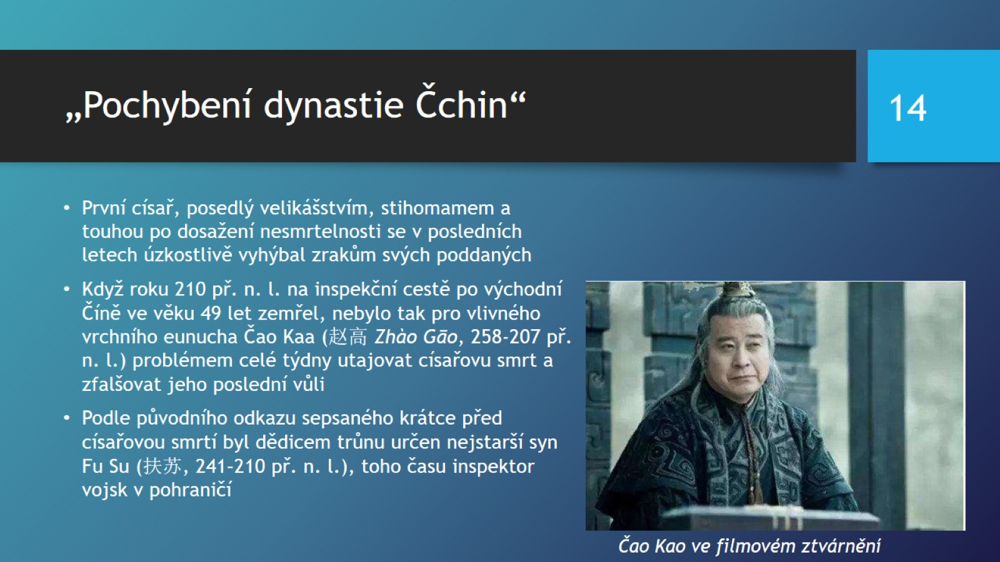 „Pochybení dynastie Čchin“
14
• První císař, posedlý velikášstvím, stihomamem a
touhou po dosažení nesmrtelnosti se v posledních
letech úzkostlivě vyhýbal zrakům svých poddaných
• Když roku 210 př. n. l. na inspekční cestě po východní
Číně ve věku 49 let zemřel, nebylo tak pro vlivného
vrchního eunucha Čao Kaa (赵高 Zhào Gāo, 258-207 př.
n. l.) problémem celé týdny utajovat císařovu smrt a
zfalšovat jeho poslední vůli
• Podle původního odkazu sepsaného krátce před
císařovou smrtí byl dědicem trůnu určen nejstarší syn
Fu Su (扶苏, 241–210 př. n. l.), toho času inspektor
vojsk v pohraničí
Čao Kao ve filmovém ztvárnění